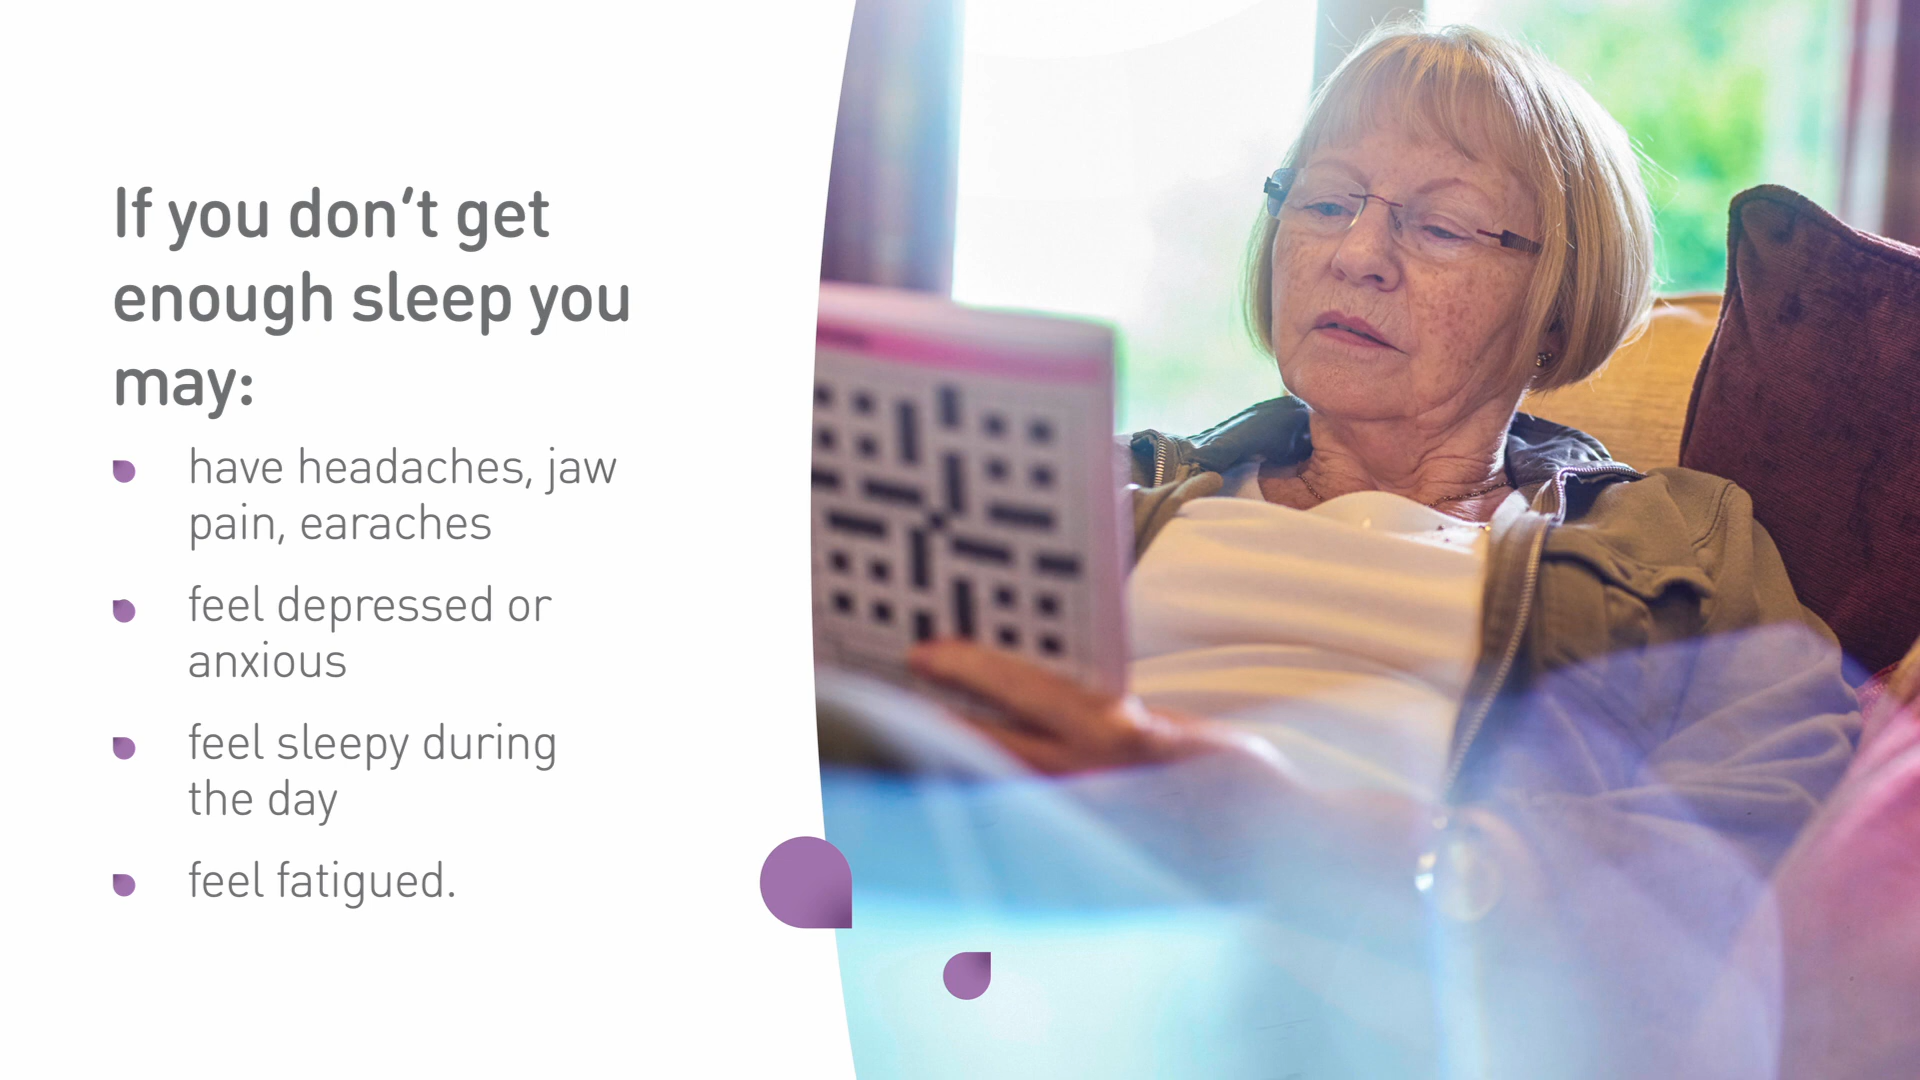 If you don't get
enough sleep you
may:
have headaches, jaw
pain, earaches
feel depressed or
anxious
feel sleepy during
the day
feel fatigued.